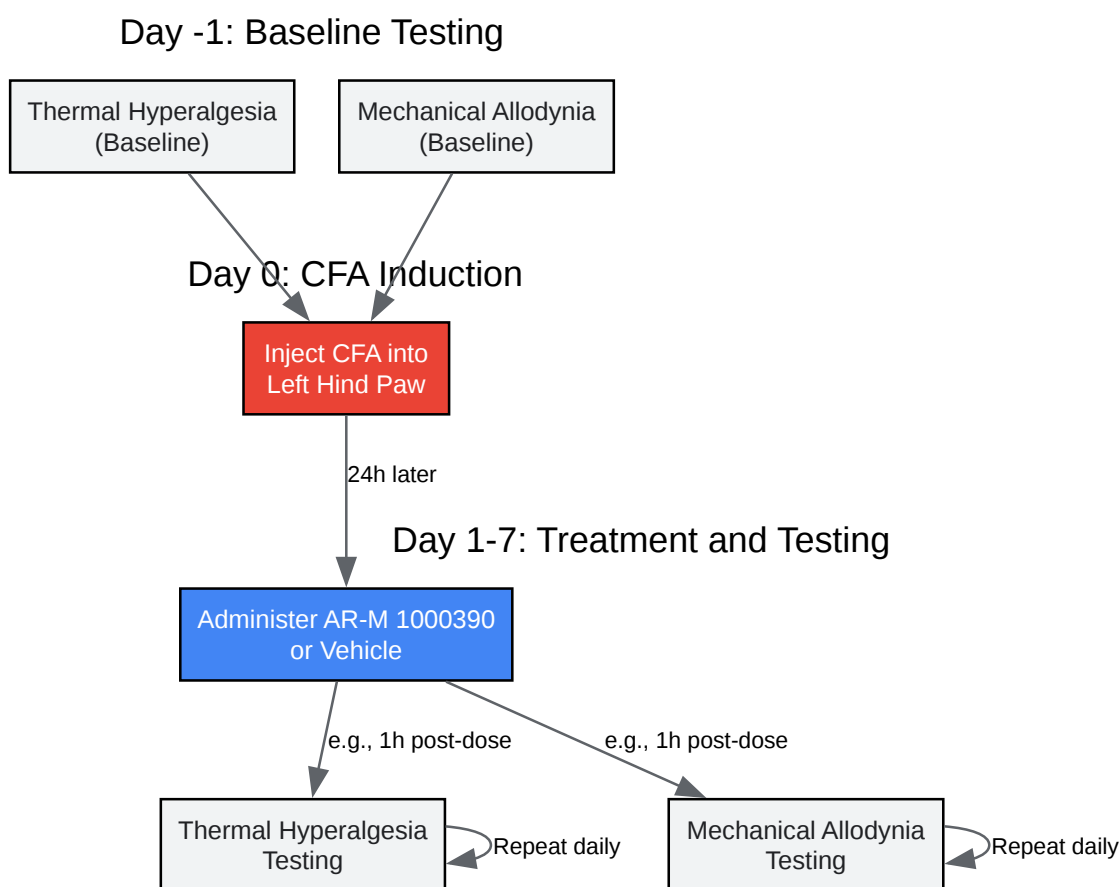 Day -1: Baseline Testing
Thermal Hyperalgesia
(Baseline)
Mechanical Allodynia
(Baseline)
Day 0: CFA Induction
Inject CFA into
Left Hind Paw
24h later
Day 1-7: Treatment and Testing
Administer AR-M 1000390
or Vehicle
e.g., 1h post-dose
e.g., 1h post-dose
Thermal Hyperalgesia
Testing
Repeat daily
Mechanical Allodynia
Testing
Repeat daily